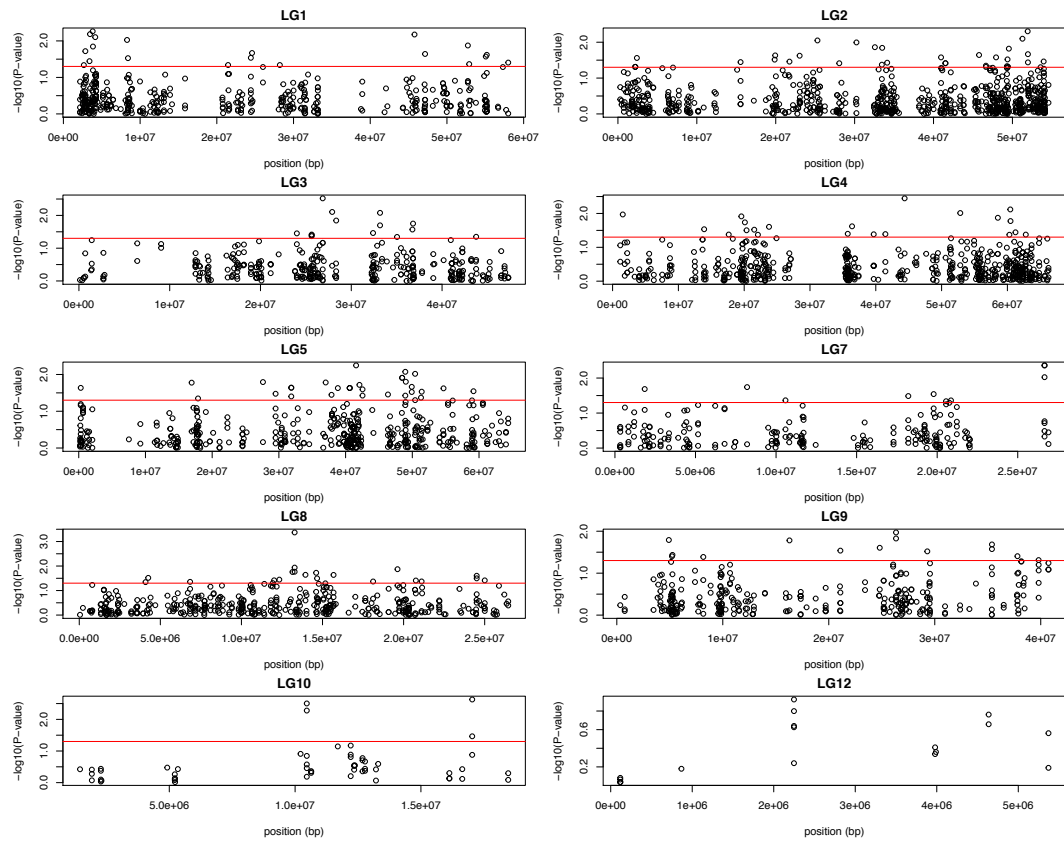 LG1
−log10(P−value)
0.0 1.0 2.0
0e+00 1e+07 2e+07 3e+07 4e+07 5e+07 6e+07
position (bp)
LG2
−log10(P−value)
0.0 1.0 2.0
0e+00 1e+07 2e+07 3e+07 4e+07 5e+07
position (bp)
LG3
−log10(P−value)
0.0 1.0 2.0
0e+00 1e+07 2e+07 3e+07 4e+07
position (bp)
LG4
−log10(P−value)
0.0 1.0 2.0
0e+00 1e+07 2e+07 3e+07 4e+07 5e+07 6e+07
position (bp)
LG5
−log10(P−value)
0.0 1.0 2.0
0e+00 1e+07 2e+07 3e+07 4e+07 5e+07 6e+07
position (bp)
LG7
−log10(P−value)
0.0 1.0 2.0
0.0e+00 5.0e+06 1.0e+07 1.5e+07 2.0e+07 2.5e+07
position (bp)
LG8
−log10(P−value)
0.0 1.0 2.0 3.0
0.0e+00 5.0e+06 1.0e+07 1.5e+07 2.0e+07 2.5e+07
position (bp)
LG9
−log10(P−value)
0.0 1.0 2.0
0e+00 1e+07 2e+07 3e+07 4e+07
position (bp)
LG10
−log10(P−value)
0.0 1.0 2.0
5.0e+06 1.0e+07 1.5e+07
position (bp)
LG12
−log10(P−value)
0.2 0.6
0e+00 1e+06 2e+06 3e+06 4e+06 5e+06
position (bp)